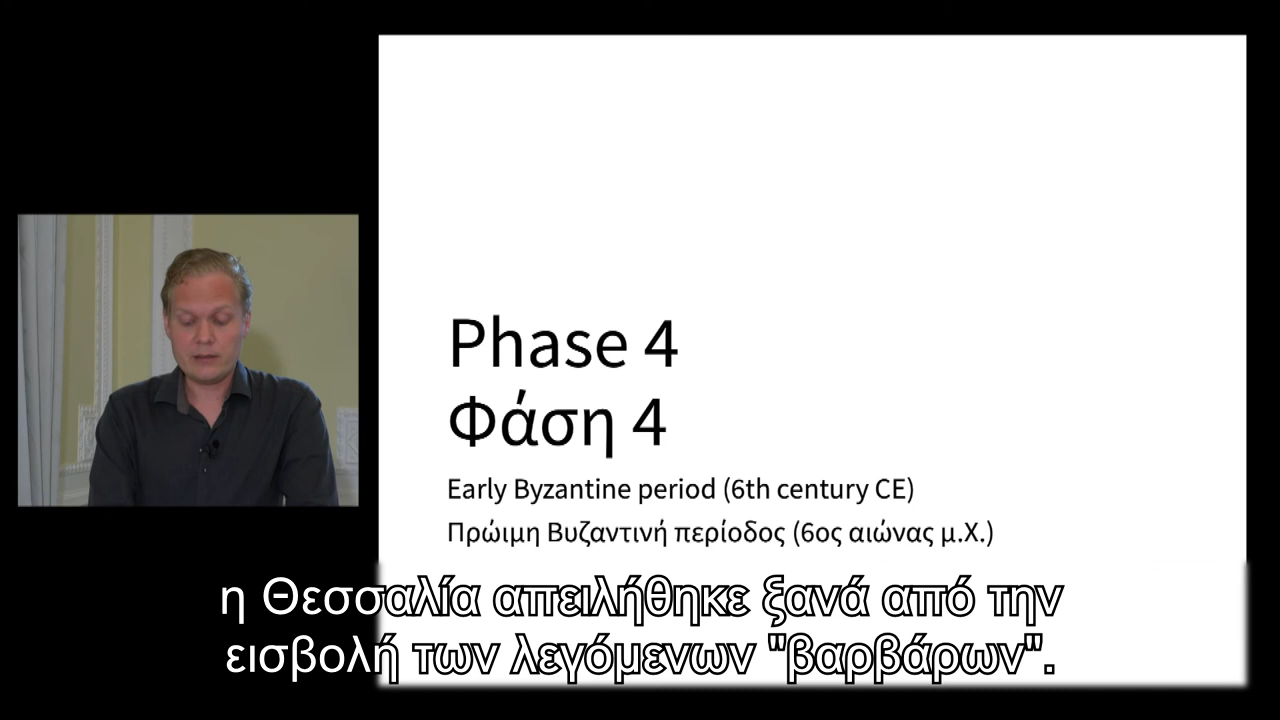 Phase 4
Φάση 4
Early Byzantine period (6th century CE)
Πρώιμη Βυζαντινή περίοδος (6ος αιώνας μ.Χ.)
η Θεσσαλία απειλήθηκε ξανά από την
εισβολή των λεγόμενων "βαρβάρων".